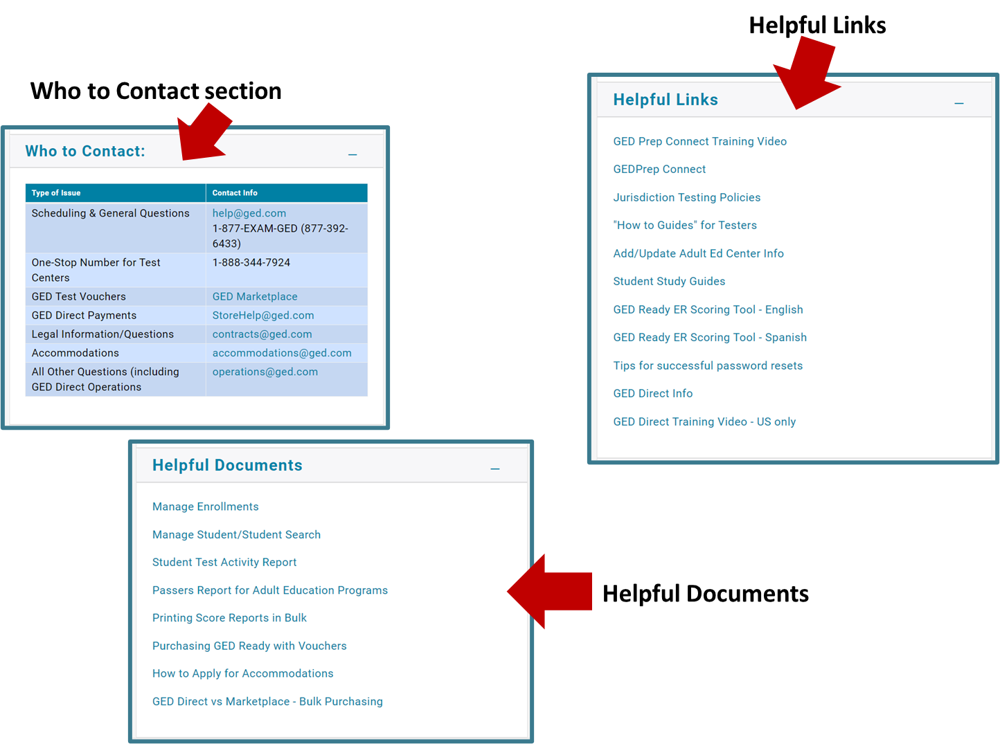 Helpful Links
Who to Contact section
Who to Contact:
Type of Issue Contact Info
Scheduling & General Questions help@ged.com
1-877-EXAM-GED (877-392-
6433)
One-Stop Number for Test 1-888-344-7924
Centers
GED Test Vouchers GED Marketplace
GED Direct Payments StoreHelp@ged.com
Legal Information/Questions contracts@ged.com
Accommodations accommodations@ged.com
All Other Questions (including operations@ged.com
GED Direct Operations
Helpful Links
GED Prep Connect Training Video
GEDPrep Connect
Jurisdiction Testing Policies
"How to Guides" for Testers
Add/Update Adult Ed Center Info
Student Study Guides
GED Ready ER Scoring Tool - English
GED Ready ER Scoring Tool - Spanish
Tips for successful password resets
GED Direct Info
GED Direct Training Video - US only
Helpful Documents
Manage Enrollments
Manage Student/Student Search
Student Test Activity Report
Passers Report for Adult Education Programs
Printing Score Reports in Bulk
Purchasing GED Ready with Vouchers
How to Apply for Accommodations
GED Direct vs Marketplace - Bulk Purchasing
Helpful Documents